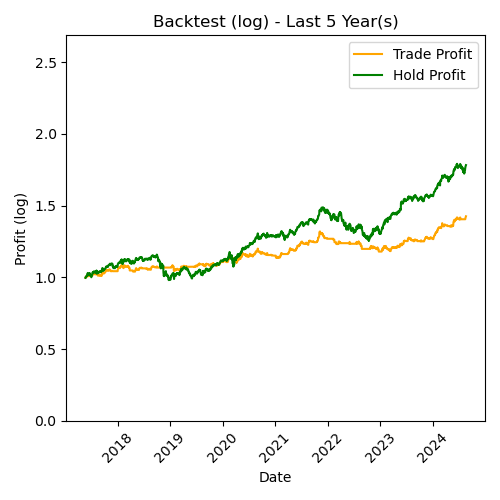 Backtest (log) - Last 5 Year(s)
Trade Profit
Hold Profit
Profit (log)
2.5
2.0
1.5
1.0
0.5
0.0
2018
2019
2020
2021
2022
2023
2024
Date